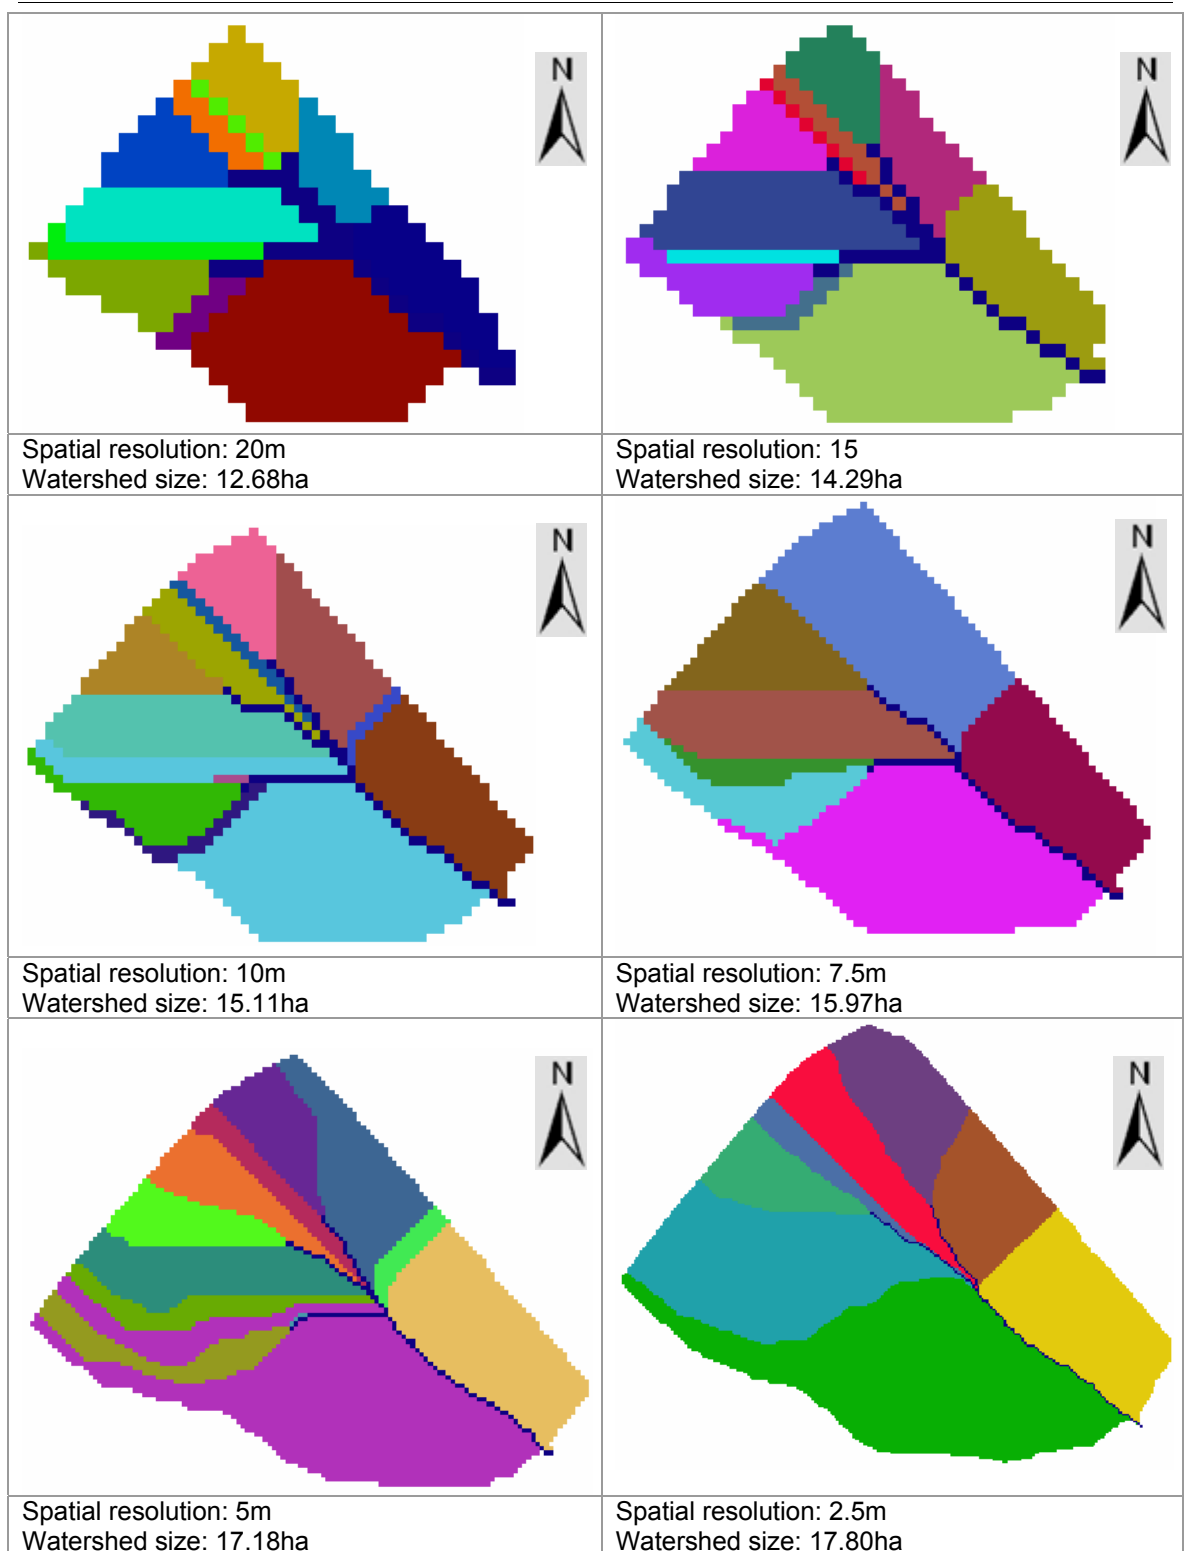 N
N
Spatial resolution: 20m
Watershed size: 12.68ha
Spatial resolution: 15
Watershed size: 14.29ha
N
N
Spatial resolution: 10m
Watershed size: 15.11ha
Spatial resolution: 7.5m
Watershed size: 15.97ha
N
N
Spatial resolution: 5m
Watershed size: 17.18ha
Spatial resolution: 2.5m
Watershed size: 17.80ha